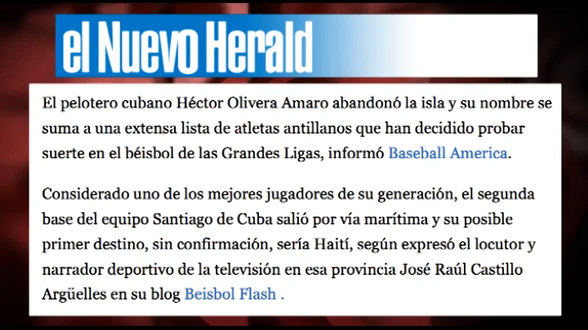 el Nuevo Herald
El pelotero cubano Héctor Olivera Amaro abandonó la isla y su nombre se
suma a una extensa lista de atletas antillanos que han decidido probar
suerte en el béisbol de las Grandes Ligas, informó Baseball America.
Considerado uno de los mejores jugadores de su generación, el segunda
base del equipo Santiago de Cuba salió por vía marítima y su posible
primer destino, sin confirmación, sería Haití, según expresó el locutor y
narrador deportivo de la televisión en esa provincia José Raúl Castillo
Argüelles en su blog Beisbol Flash .